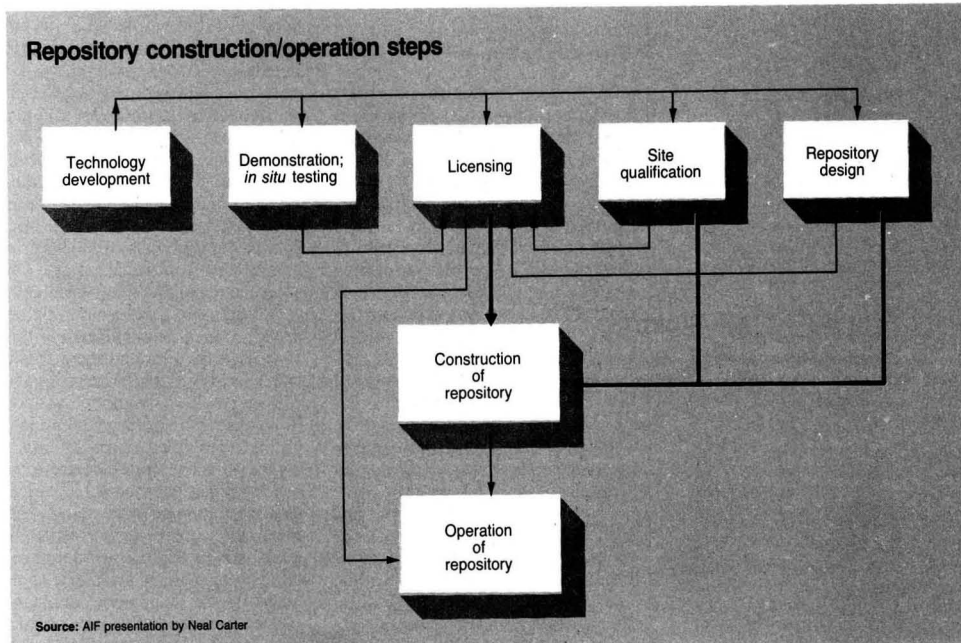 Repository construction/operation steps
Technology
development
Demonstration;
in situ testing
Licensing
Site
qualification
Repository
design
Construction
of
repository
Operation
of
repository
Source: AIF presentation by Neal Carter